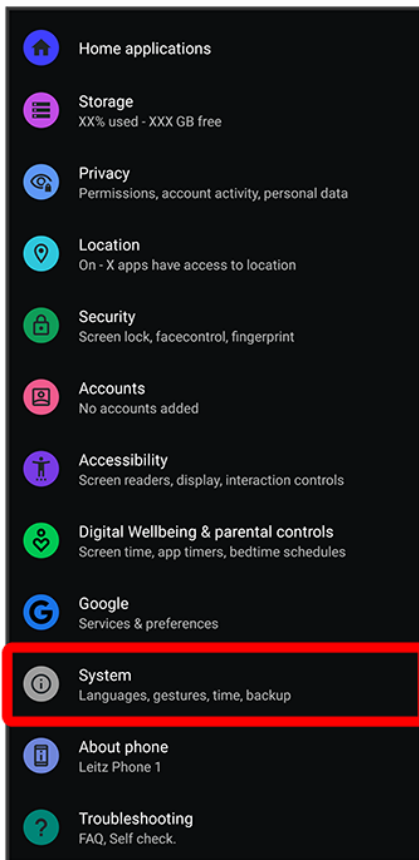 Home applications
Storage
XX% used - XXX GB free
Privacy
Permissions, account activity, personal data
Location
On - X apps have access to location
Security
Screen lock, facecontrol, fingerprint
Accounts
No accounts added
Accessibility
Screen readers, display, interaction controls
Digital Wellbeing & parental controls
Screen time, app timers, bedtime schedules
Google
Services & preferences
System
Languages, gestures, time, backup
About phone
Leitz Phone 1
Troubleshooting
FAQ, Self check.